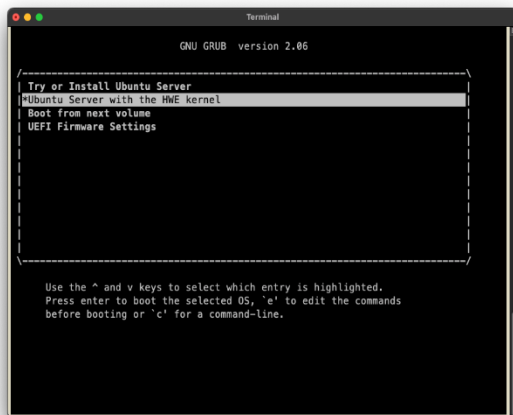 Terminal
GNU GRUB version 2.06
Try or Install Ubuntu Server
*Ubuntu Server with the HWE kernel
Boot from next volume
UEFI Firmware Settings
Use the ^ and v keys to select which entry is highlighted.
Press enter to boot the selected OS, `e' to edit the commands
before booting or `c' for a command-line.